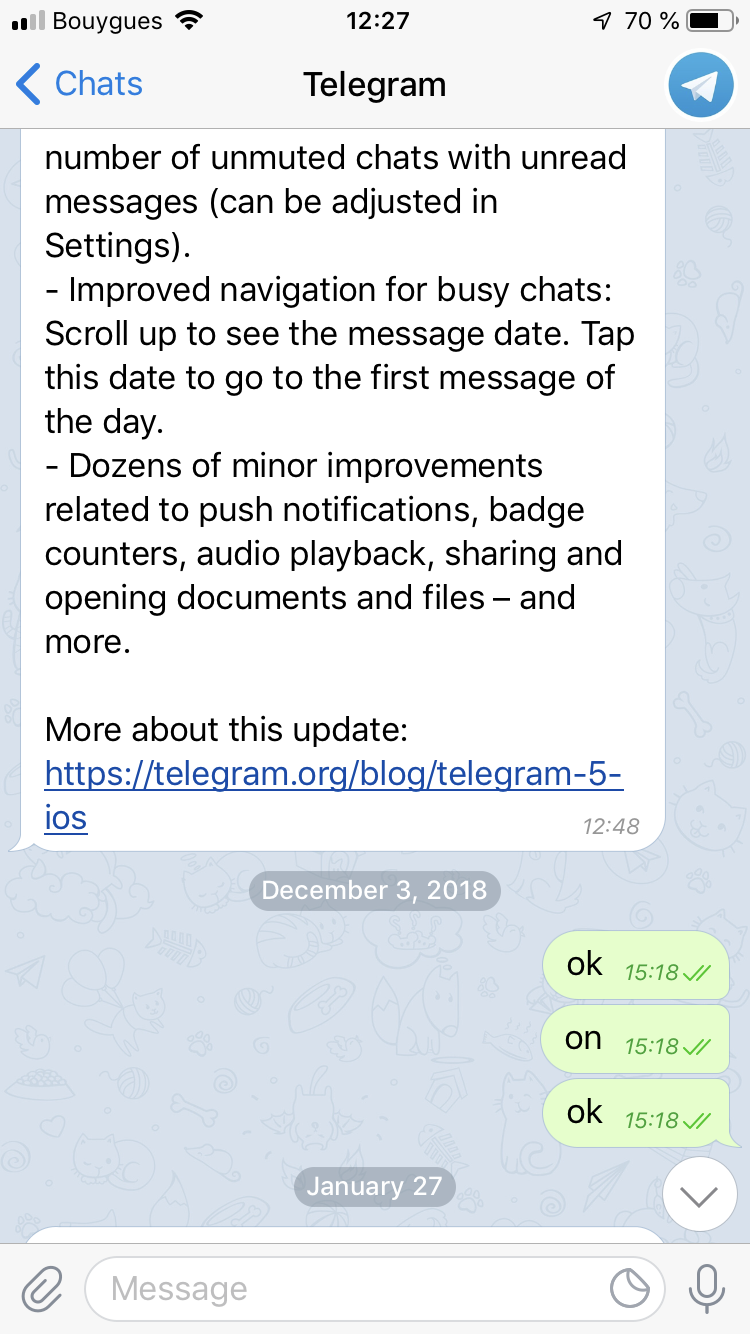 Bouygues 12:27 70 %
Chats Telegram
number of unmuted chats with unread
messages (can be adjusted in
Settings).
- Improved navigation for busy chats:
Scroll up to see the message date. Tap
this date to go to the first message of
the day.
- Dozens of minor improvements
related to push notifications, badge
counters, audio playback, sharing and
opening documents and files – and
more.
More about this update:
https://telegram.org/blog/telegram-5-
ios 12:48
December 3, 2018
ok 15:18
on 15:18
ok 15:18
January 27
Message